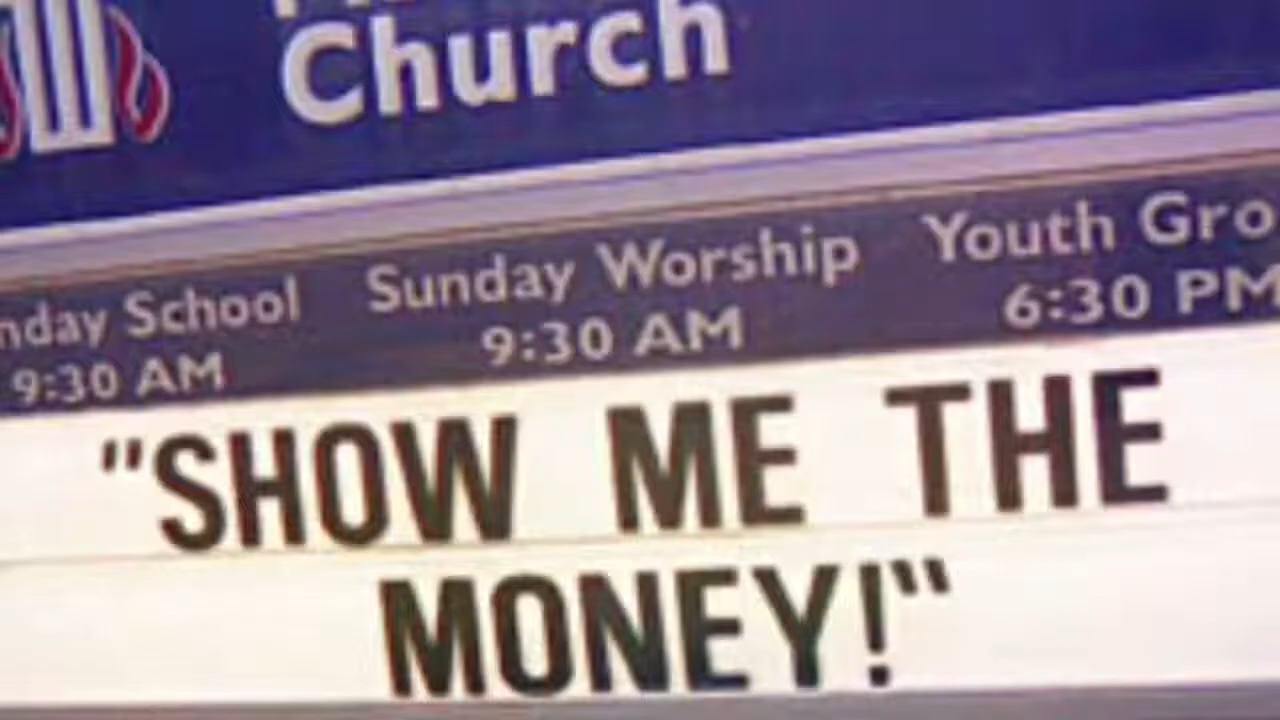 Church
nday School Sunday Worship Youth Gro
9:30 AM 9:30 AM 6:30 PM
"SHOW ME THE
MONEY!"